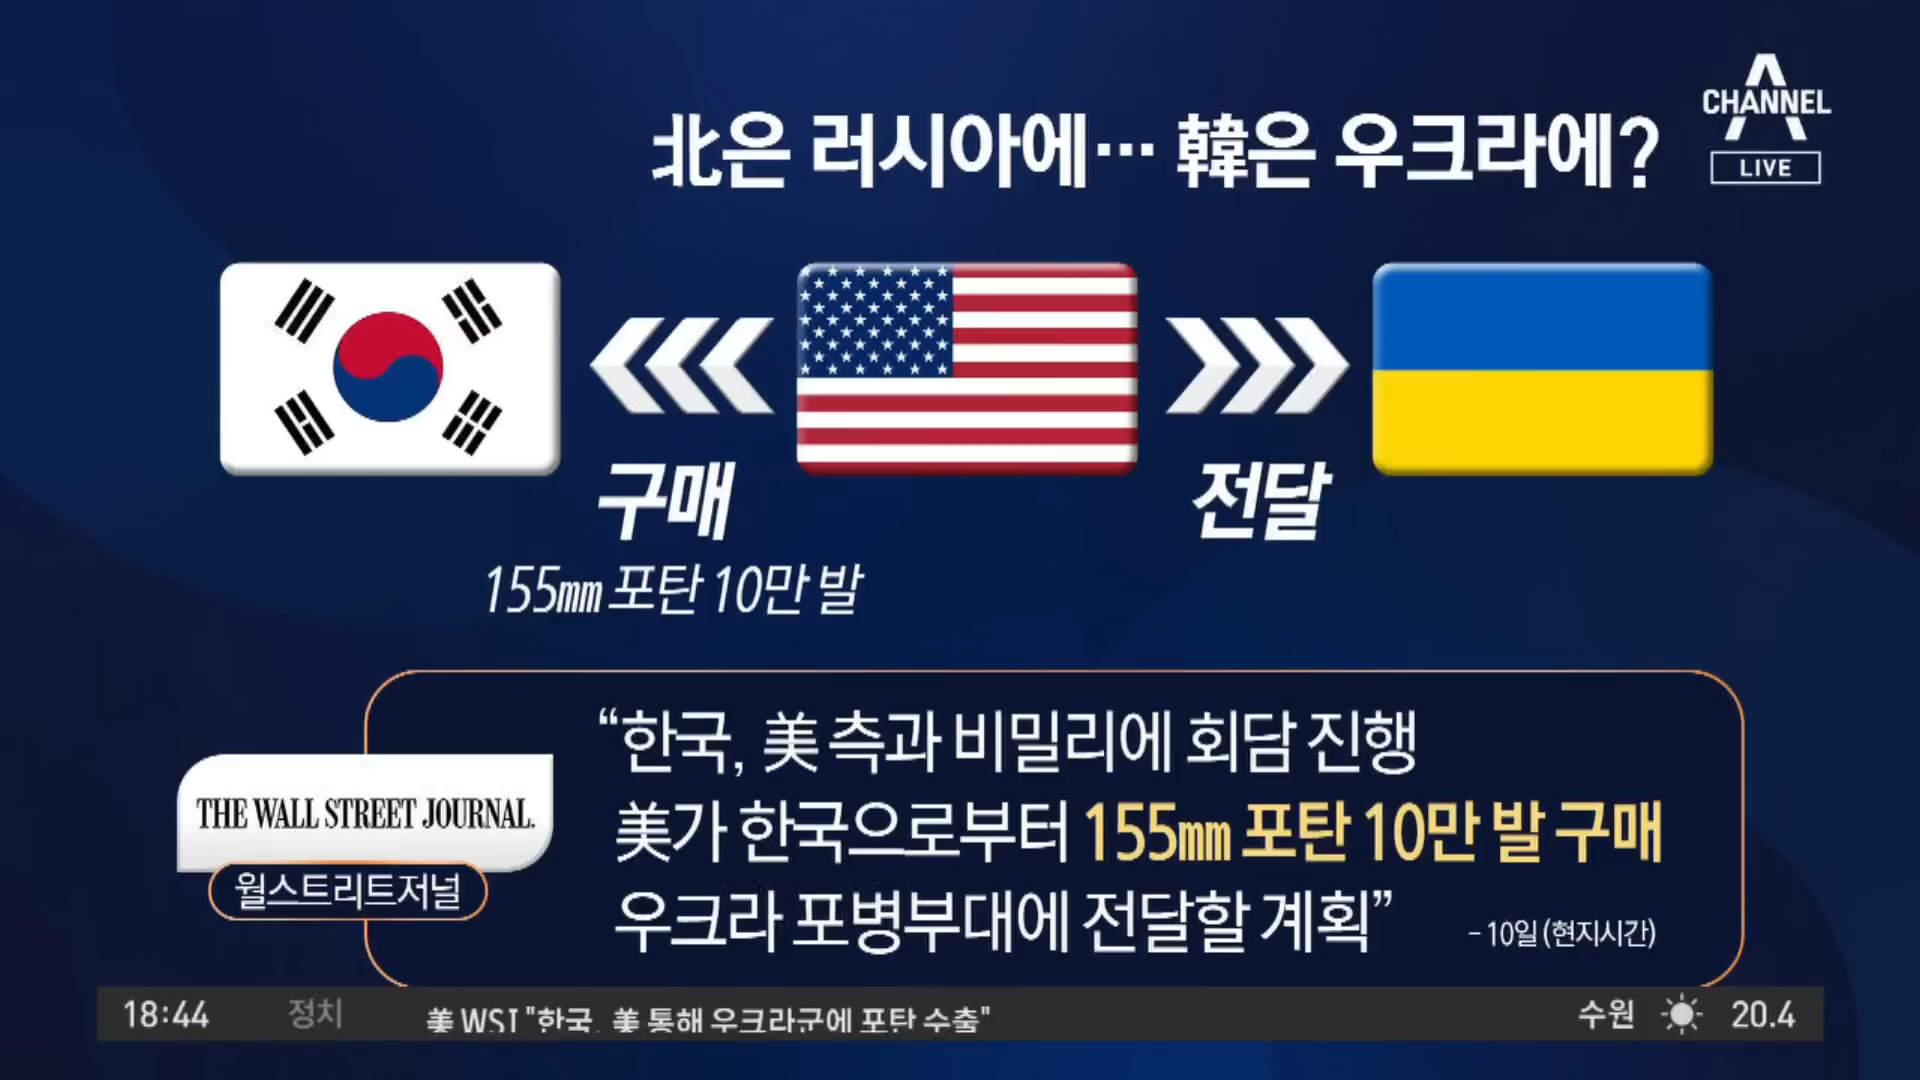 北은 러시아에… 韓은 우크라에?
CHANNEL A
LIVE
구매
전달
155㎜ 포탄 10만 발
“한국, 美 측과 비밀리에 회담 진행
美가 한국으로부터 155㎜ 포탄 10만 발 구매
우크라 포병부대에 전달할 계획”
- 10일 (현지시간)
THE WALL STREET JOURNAL.
월스트리트저널
18:44 정치 美 WSJ "한국, 美 통해 우크라군에 포탄 수출" 수원 20.4